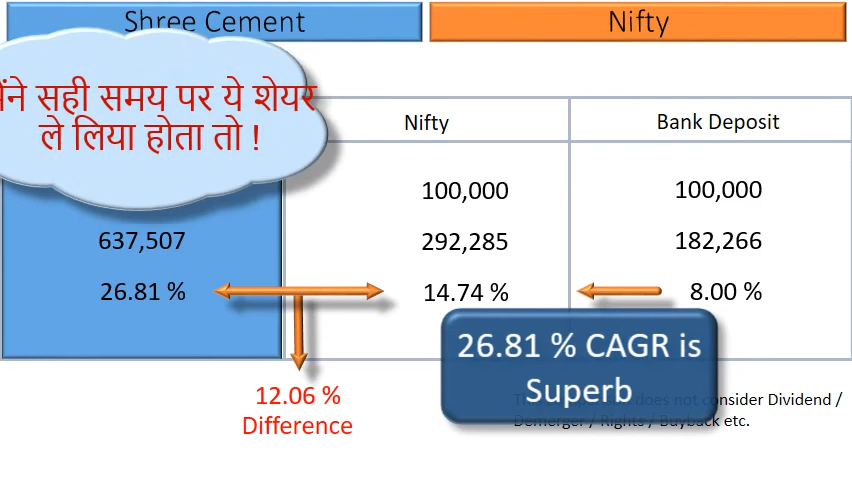 Shree Cement
Nifty
मैंने सही समय पर ये शेयर
ले लिया होता तो !
Nifty
Bank Deposit
100,000
100,000
637,507
292,285
182,266
26.81 %
14.74 %
8.00 %
26.81 % CAGR is
Superb
12.06 %
Difference
does not consider Dividend /
Demerger / Rights / Buyback etc.